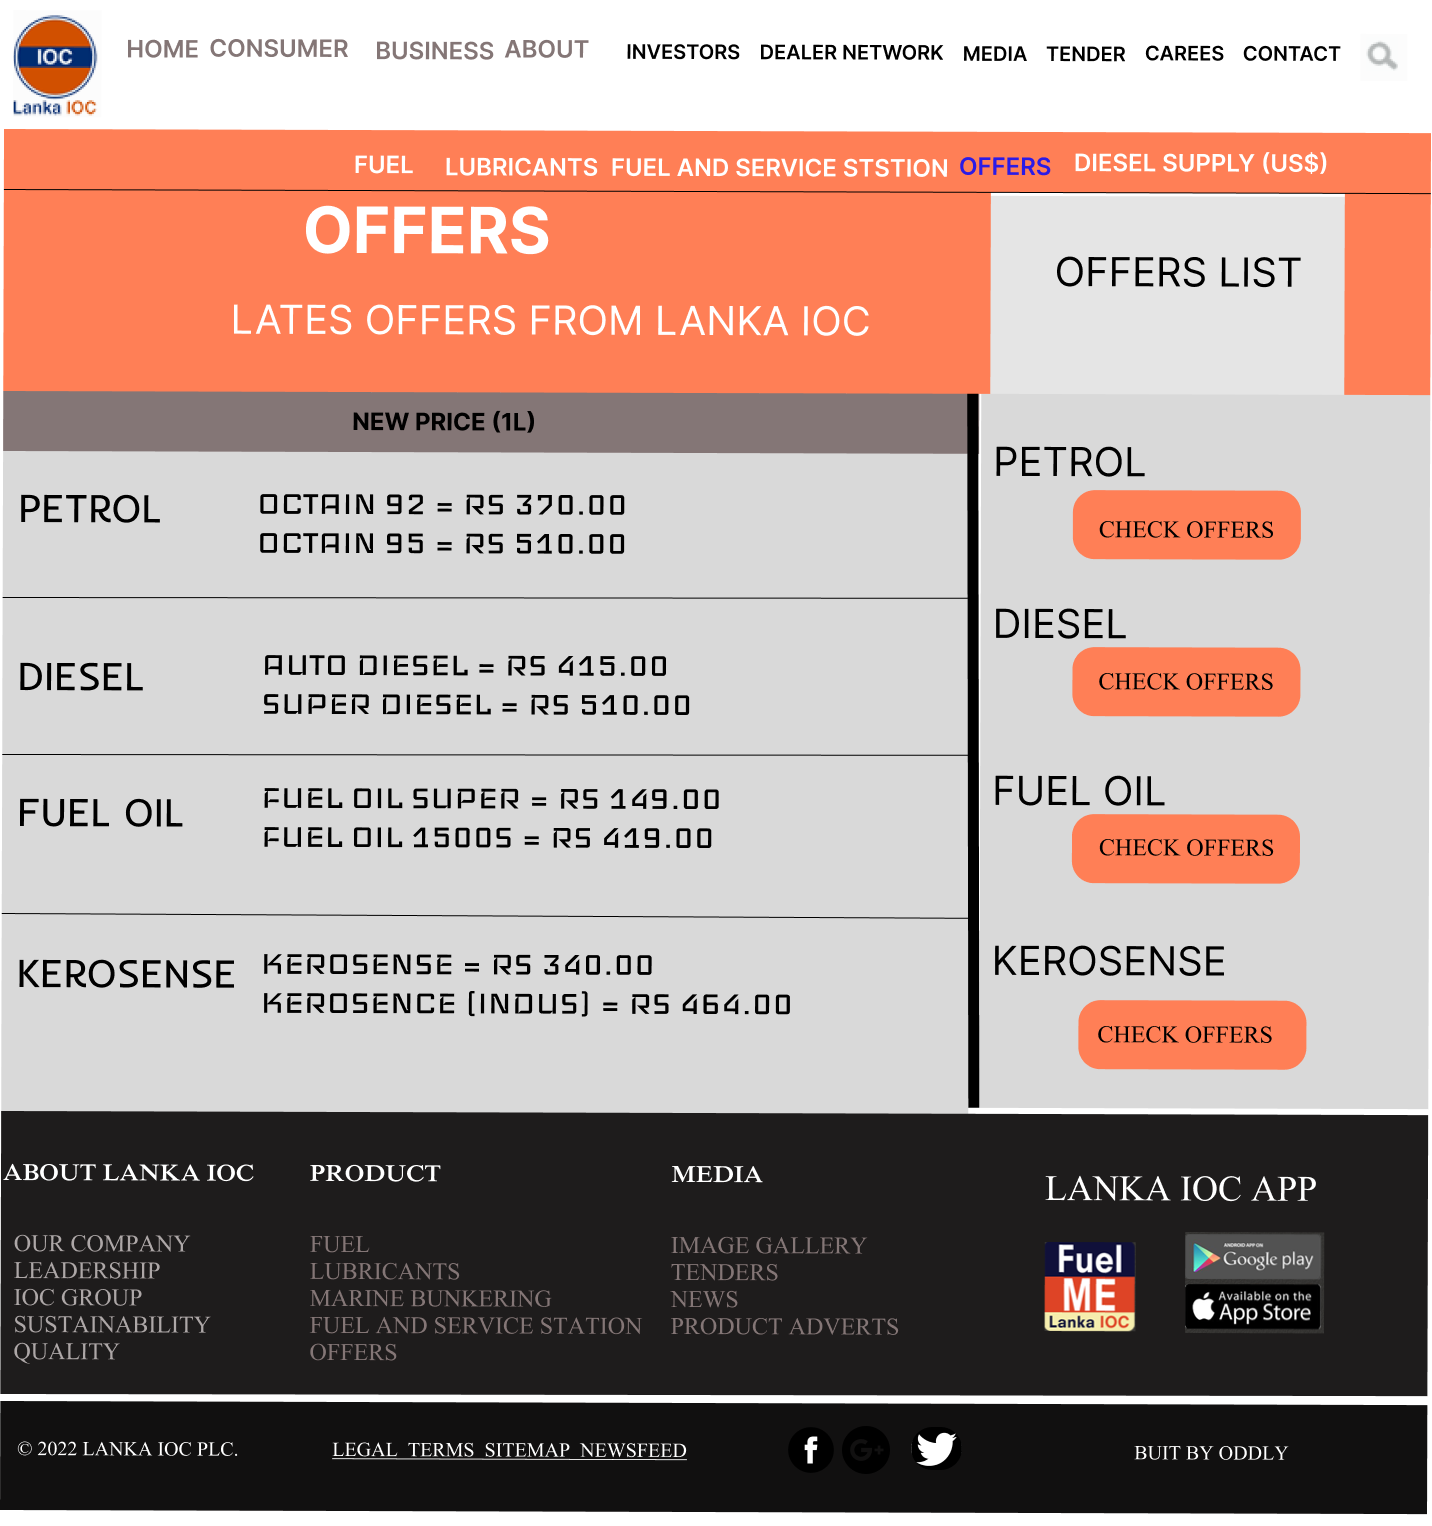 IOC
Lanka IOC
HOME CONSUMER BUSINESS ABOUT INVESTORS DEALER NETWORK MEDIA TENDER CAREES CONTACT
FUEL LUBRICANTS FUEL AND SERVICE STSTION OFFERS DIESEL SUPPLY (US$)
OFFERS
LATES OFFERS FROM LANKA IOC
OFFERS LIST
NEW PRICE (1L)
PETROL
OCTAIN 92 = RS 370.00
OCTAIN 95 = RS 510.00
DIESEL
AUTO DIESEL = RS 415.00
SUPER DIESEL = RS 510.00
FUEL OIL
FUEL OIL SUPER = RS 149.00
FUEL OIL 1500S = RS 419.00
KEROSENSE
KEROSENSE = RS 340.00
KEROSENCE (INDUS) = RS 464.00
PETROL
CHECK OFFERS
DIESEL
CHECK OFFERS
FUEL OIL
CHECK OFFERS
KEROSENSE
CHECK OFFERS
ABOUT LANKA IOC
OUR COMPANY
LEADERSHIP
IOC GROUP
SUSTAINABILITY
QUALITY
PRODUCT
FUEL
LUBRICANTS
MARINE BUNKERING
FUEL AND SERVICE STATION
OFFERS
MEDIA
IMAGE GALLERY
TENDERS
NEWS
PRODUCT ADVERTS
LANKA IOC APP
Fuel
ME
Lanka IOC
ANDROID APP ON
Google play
Available on the
App Store
© 2022 LANKA IOC PLC.
LEGAL TERMS SITEMAP NEWSFEED
f
G+
BUIT BY ODDLY